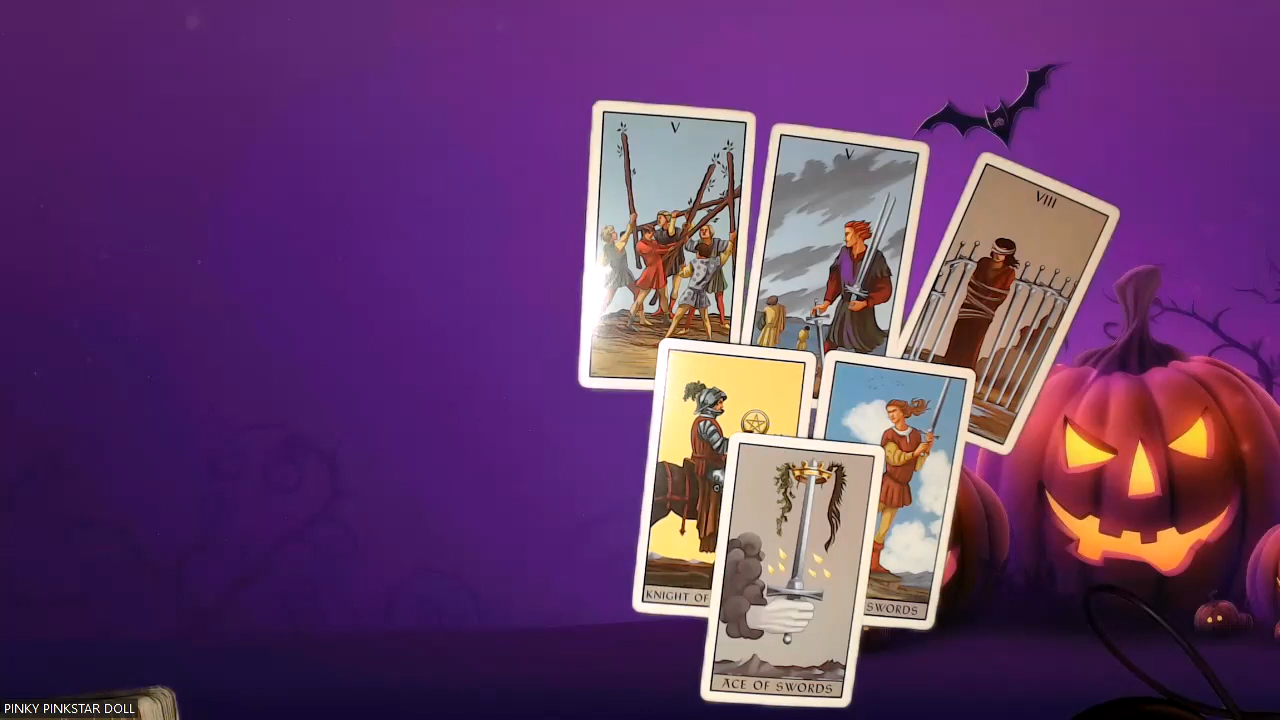 V
V
VIII
KNIGHT OF
SWORDS
ACE OF SWORDS
PINKY PINKSTAR DOLL